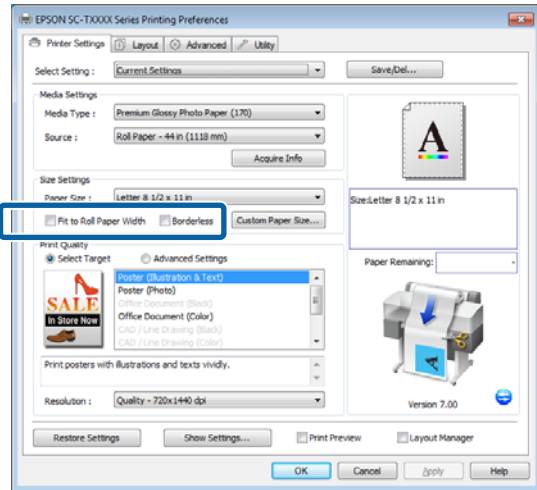 EPSON SC-TXXXX Series Printing Preferences
Printer Settings Layout Advanced Utility
Select Setting : Current Settings Save/Del...
Media Settings
Media Type : Premium Glossy Photo Paper (170)
Source : Roll Paper - 44 in (1118 mm)
Acquire Info
A
Size Settings
Paper Size : Letter 8 1/2 x 11 in
Size:Letter 8 1/2 x 11 in
Fit to Roll Paper Width Borderless Custom Paper Size...
Print Quality
Select Target Advanced Settings
Paper Remaining:
SALE
In Store Now
Poster (Illustration & Text)
Poster (Photo)
Office Document (Black)
Office Document (Color)
CAD / Line Drawing (Black)
CAD / Line Drawing (Color)
A
Print posters with illustrations and texts vividly.
Resolution : Quality - 720x1440 dpi
Version 7.00
Restore Settings Show Settings... Print Preview Layout Manager
OK Cancel Apply Help